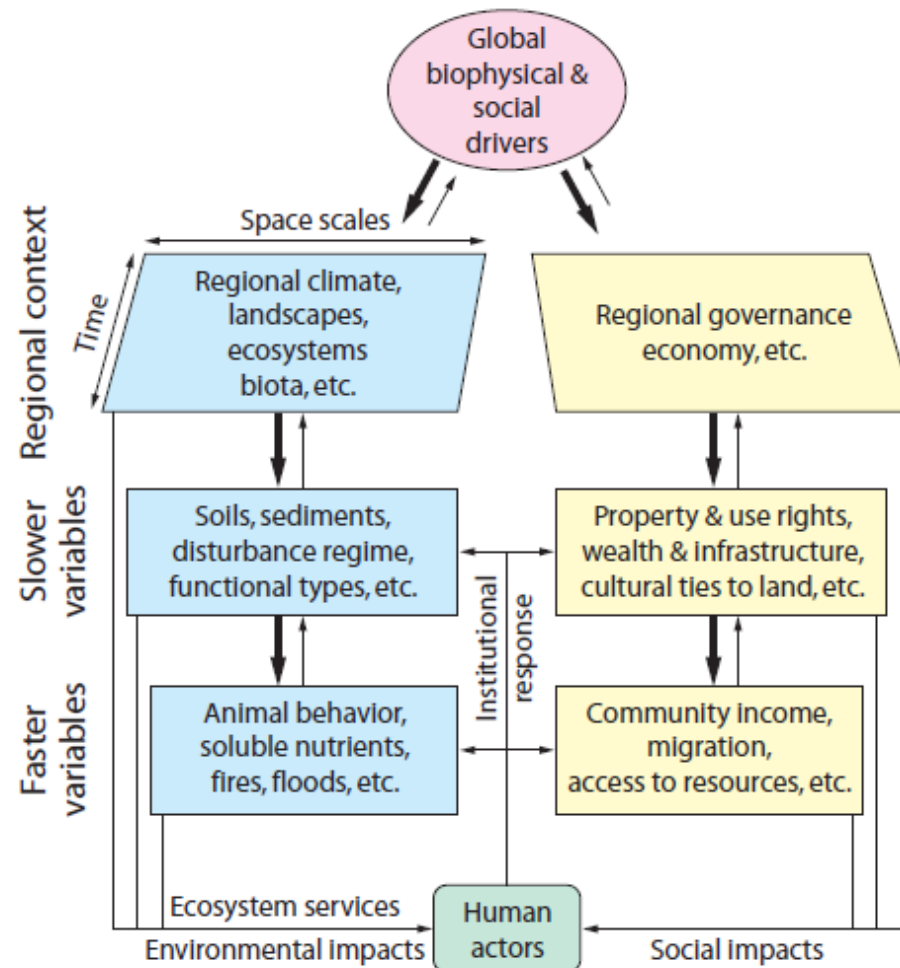 Global
biophysical &
social
drivers
Regional context
Space scales
Time
Regional climate,
landscapes,
ecosystems
biota, etc.
Regional governance
economy, etc.
Slower
variables
Soils, sediments,
disturbance regime,
functional types, etc.
Property & use rights,
wealth & infrastructure,
cultural ties to land, etc.
Institutional
response
Faster
variables
Animal behavior,
soluble nutrients,
fires, floods, etc.
Community income,
migration,
access to resources, etc.
Ecosystem services
Environmental impacts
Human
actors
Social impacts